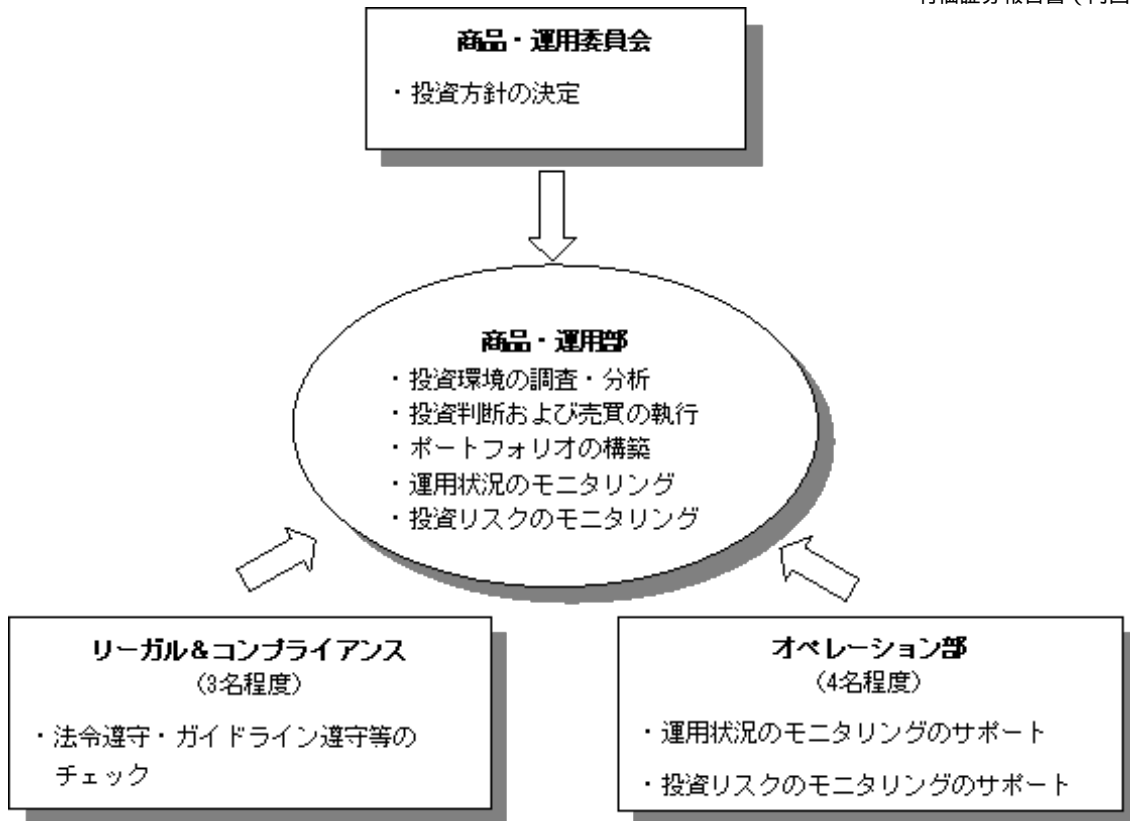 商品・運用委員会
・投資方針の決定
商品・運用部
・投資環境の調査・分析
・投資判断および売買の執行
・ポートフォリオの構築
・運用状況のモニタリング
・投資リスクのモニタリング
リーガル&コンプライアンス
（3名程度）
・法令遵守・ガイドライン遵守等の
チェック
オペレーション部
（4名程度）
・運用状況のモニタリングのサポート
・投資リスクのモニタリングのサポート